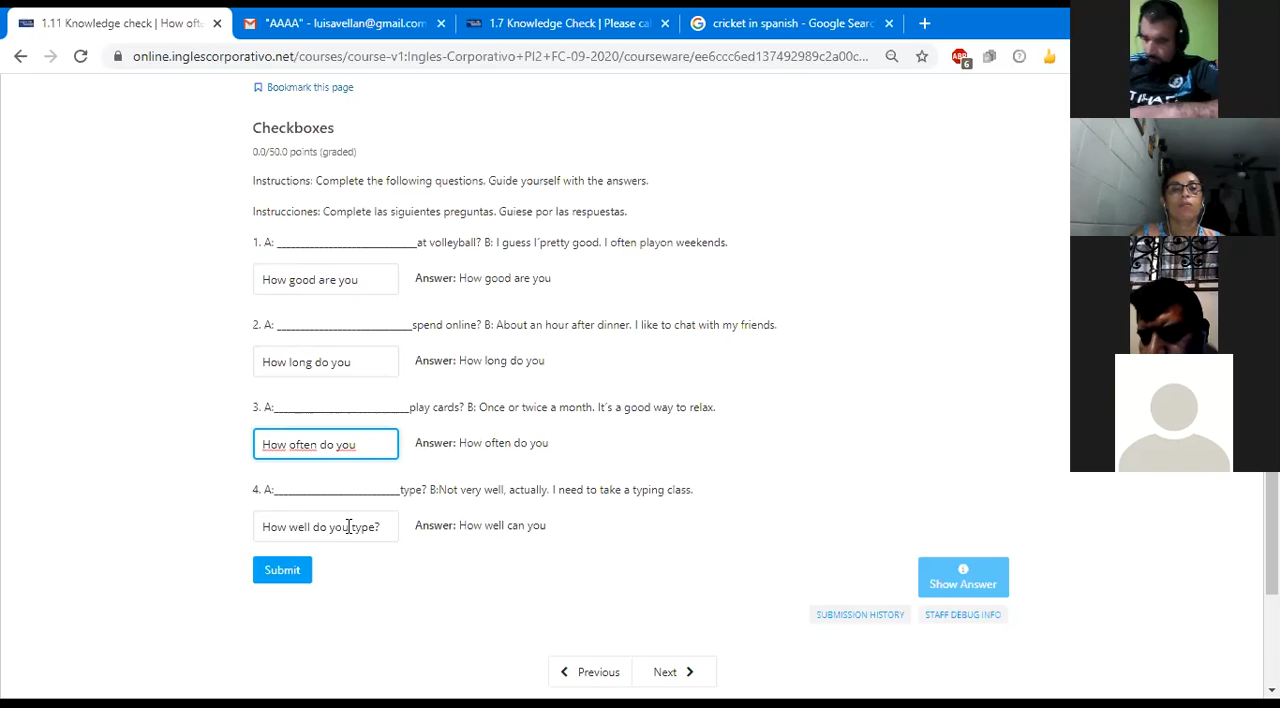 1.11 Knowledge check | How ofte
"AAAA" - luisavellan@gmail.com
1.7 Knowledge Check | Please cal
cricket in spanish - Google Searc
online.inglescorporativo.net/courses/course-v1:Ingles-Corporativo+PI2+FC-09-2020/courseware/ee6ccc6ed137492989c2a00c...
6
Bookmark this page
Checkboxes
0.0/50.0 points (graded)
Instructions: Complete the following questions. Guide yourself with the answers.
Instrucciones: Complete las siguientes preguntas. Guiese por las respuestas.
1. A: ____________________________at volleyball? B: I guess I´pretty good. I often playon weekends.
How good are you
Answer: How good are you
2. A: ___________________________spend online? B: About an hour after dinner. I like to chat with my friends.
How long do you
Answer: How long do you
3. A:___________________________play cards? B: Once or twice a month. It´s a good way to relax.
How often do you
Answer: How often do you
4. A:_________________________type? B:Not very well, actually. I need to take a typing class.
How well do you type?
Answer: How well can you
Submit
Show Answer
SUBMISSION HISTORY
STAFF DEBUG INFO
Previous
Next